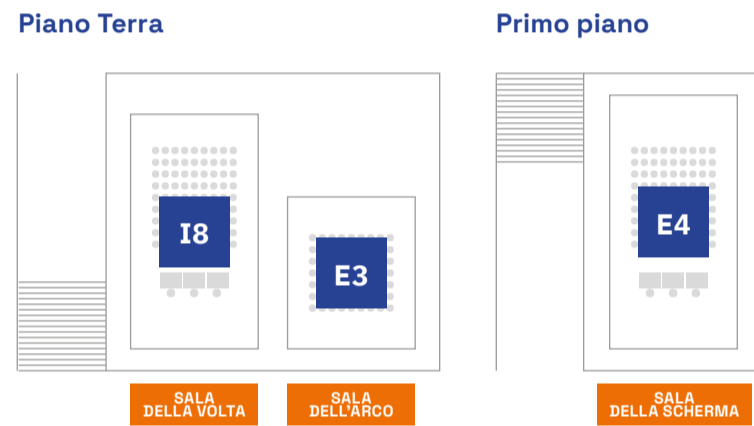 Piano Terra
Primo piano
I8
E3
E4
SALA
DELLA VOLTA
SALA
DELL'ARCO
SALA
DELLA SCHERMA